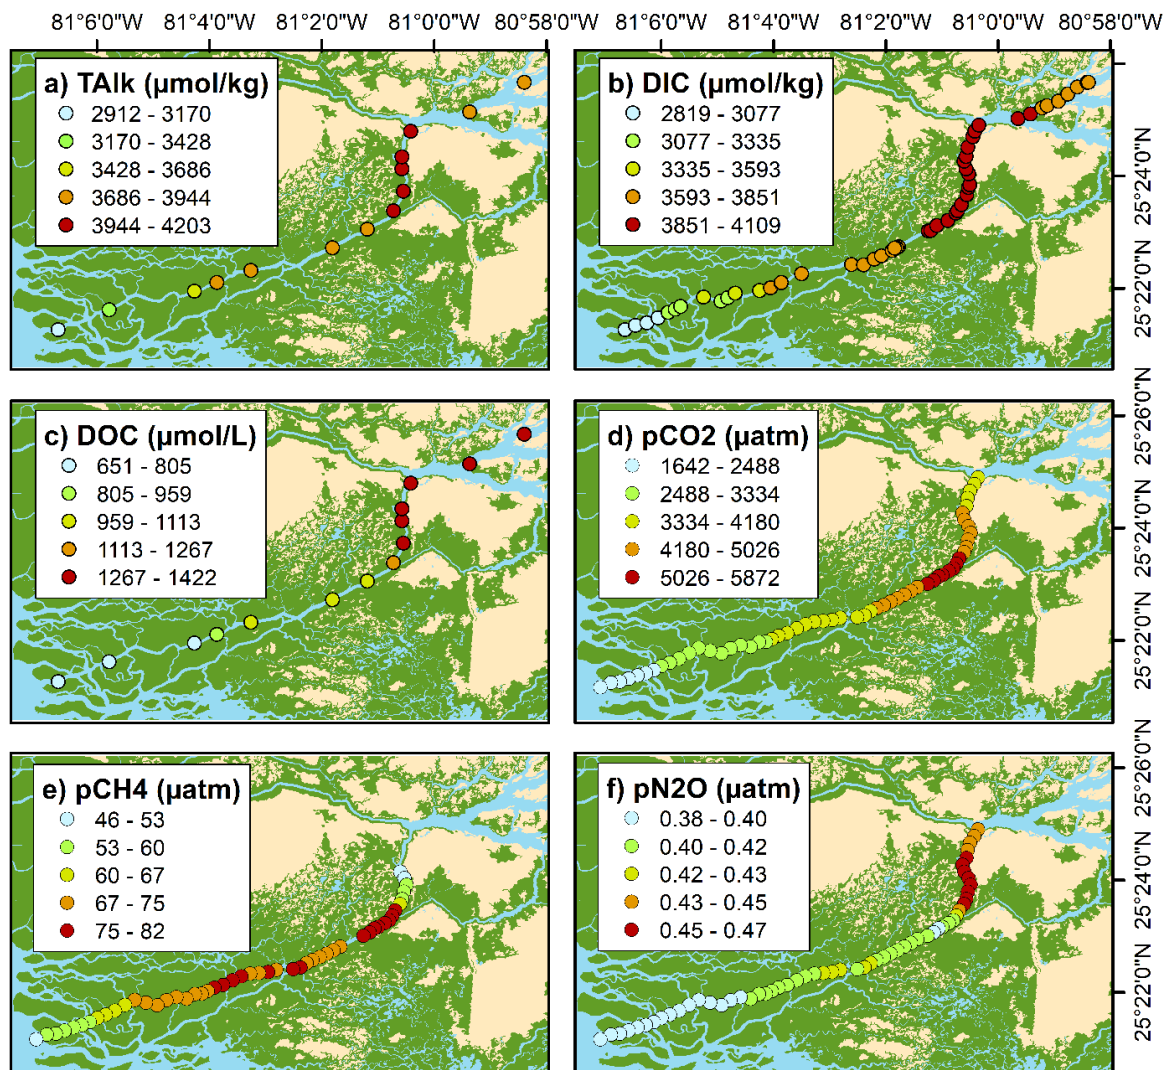 81°6'0"W 81°4'0"W 81°2'0"W 81°0'0"W 80°58'0"W
81°6'0"W 81°2'0"W 81°0'0"W 80°58'0"W
a) TAlk (µmol/kg)
2912 - 3170
3170 - 3428
3428 - 3686
3686 - 3944
3944 - 4203
b) DIC (µmol/kg)
2819 - 3077
3077 - 3335
3335 - 3593
3593 - 3851
3851 - 4109
25°24'0"N
25°22'0"N
c) DOC (µmol/L)
651 - 805
805 - 959
959 - 1113
1113 - 1267
1267 - 1422
d) pCO2 (µatm)
1642 - 2488
2488 - 3334
3334 - 4180
4180 - 5026
5026 - 5872
25°26'0"N
25°24'0"N
25°22'0"N
e) pCH4 (µatm)
46 - 53
53 - 60
60 - 67
67 - 75
75 - 82
f) pN2O (µatm)
0.38 - 0.40
0.40 - 0.42
0.42 - 0.43
0.43 - 0.45
0.45 - 0.47
25°26'0"N
25°24'0"N
25°22'0"N